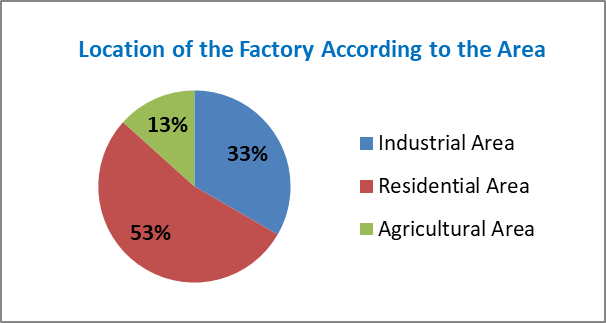 Location of the Factory According to the Area
13%
33%
53%
Industrial Area
Residential Area
Agricultural Area